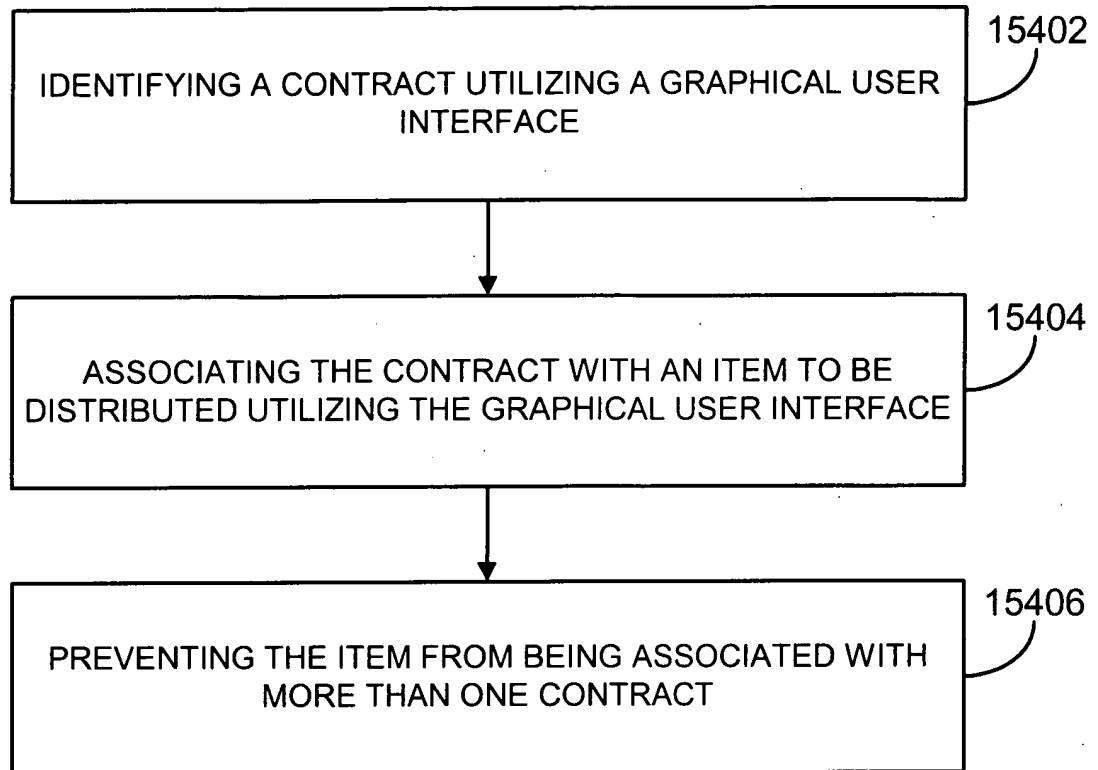 15402
IDENTIFYING A CONTRACT UTILIZING A GRAPHICAL USER
INTERFACE
15404
ASSOCIATING THE CONTRACT WITH AN ITEM TO BE
DISTRIBUTED UTILIZING THE GRAPHICAL USER INTERFACE
15406
PREVENTING THE ITEM FROM BEING ASSOCIATED WITH
MORE THAN ONE CONTRACT